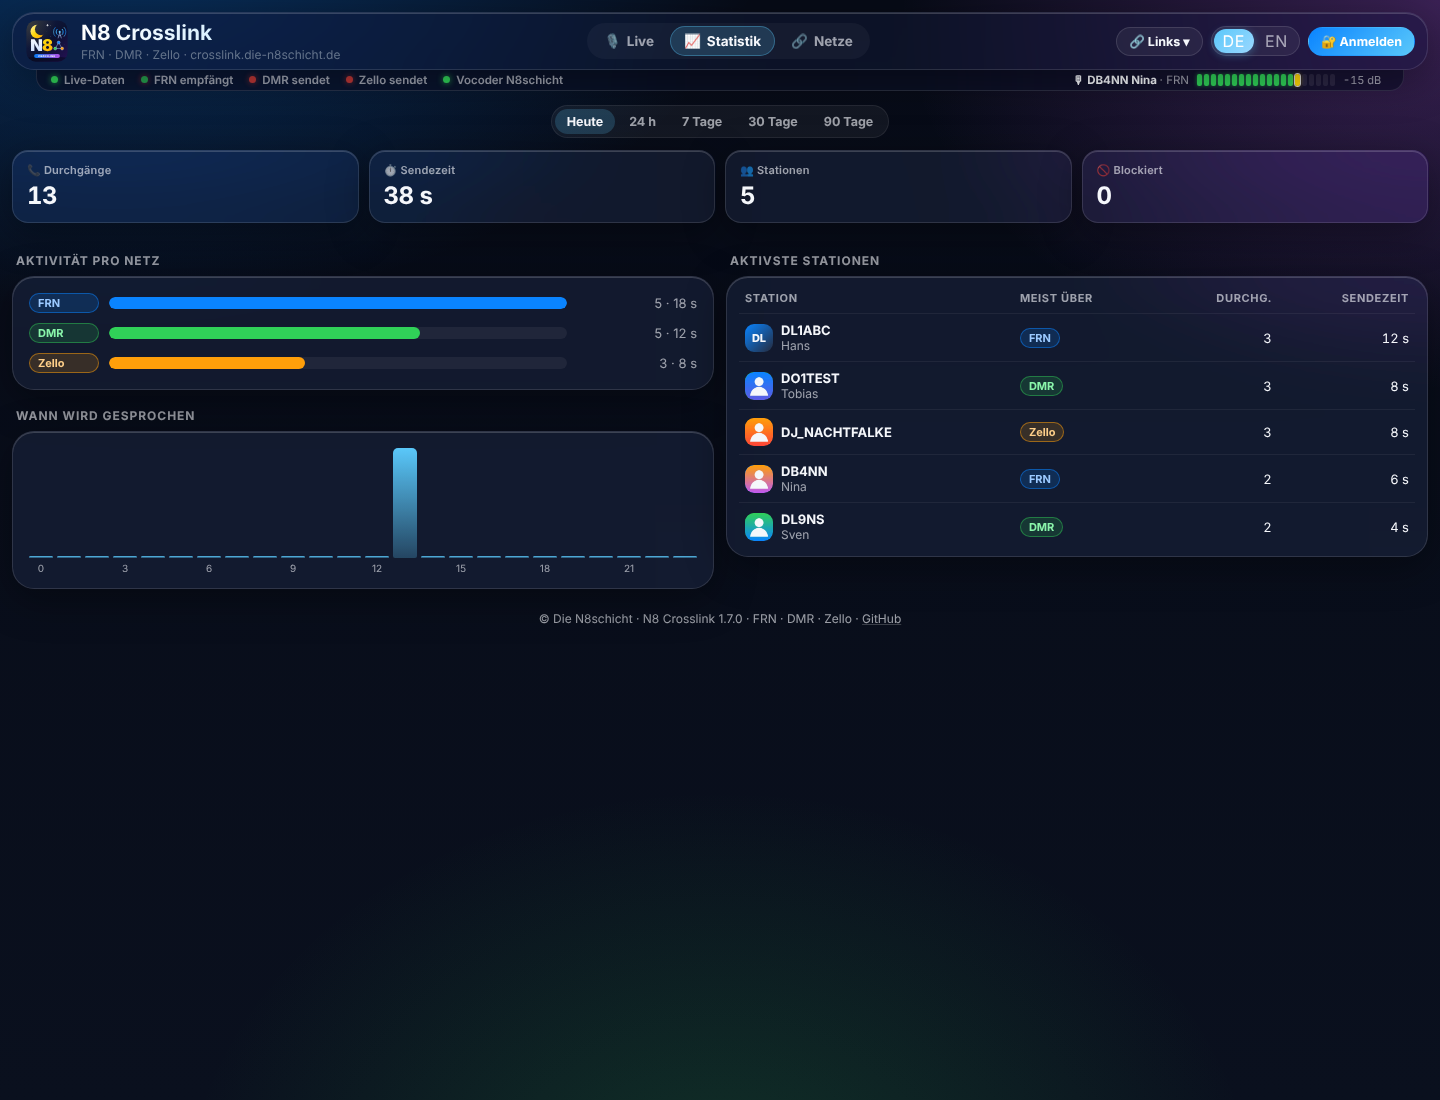 N8 Crosslink
FRN · DMR · Zello · crosslink.die-n8schicht.de
Live
Statistik
Netze
Links ▾
DE EN
Anmelden
Live-Daten FRN empfängt DMR sendet Zello sendet Vocoder N8schicht
DB4NN Nina · FRN -15 dB
Heute 24 h 7 Tage 30 Tage 90 Tage
Durchgänge
13
Sendezeit
38 s
Stationen
5
Blockiert
0
AKTIVITÄT PRO NETZ
FRN 5 · 18 s
DMR 5 · 12 s
Zello 3 · 8 s
WANN WIRD GESPROCHEN
0 3 6 9 12 15 18 21
AKTIVSTE STATIONEN
STATION MEIST ÜBER DURCHG. SENDEZEIT
DL DL1ABC FRN 3 12 s
Hans
DO1TEST DMR 3 8 s
Tobias
DJ_NACHTFALKE Zello 3 8 s
DB4NN FRN 2 6 s
Nina
DL9NS DMR 2 4 s
Sven
© Die N8schicht · N8 Crosslink 1.7.0 · FRN · DMR · Zello · GitHub